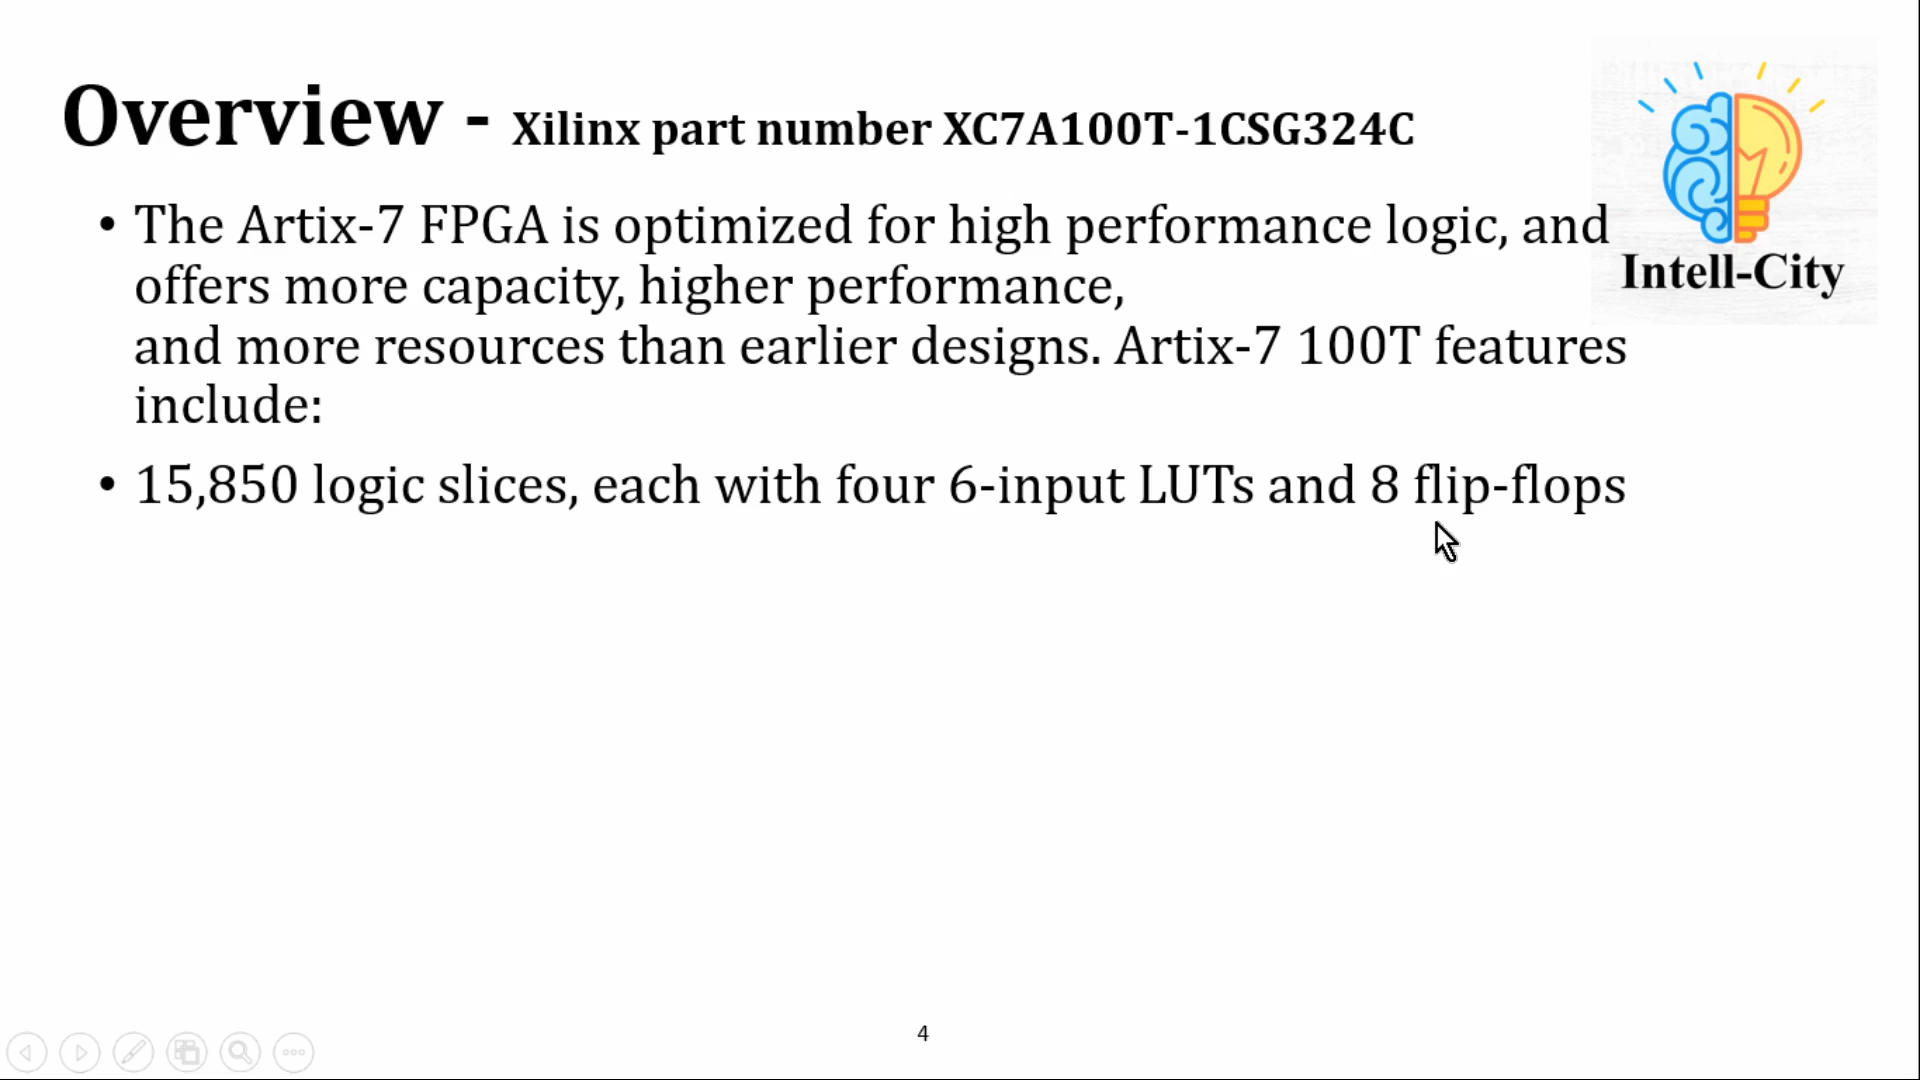 Overview - Xilinx part number XC7A100T-1CSG324C
• The Artix-7 FPGA is optimized for high performance logic, and
offers more capacity, higher performance,
and more resources than earlier designs. Artix-7 100T features
include:
• 15,850 logic slices, each with four 6-input LUTs and 8 flip-flops
Intell-City
4